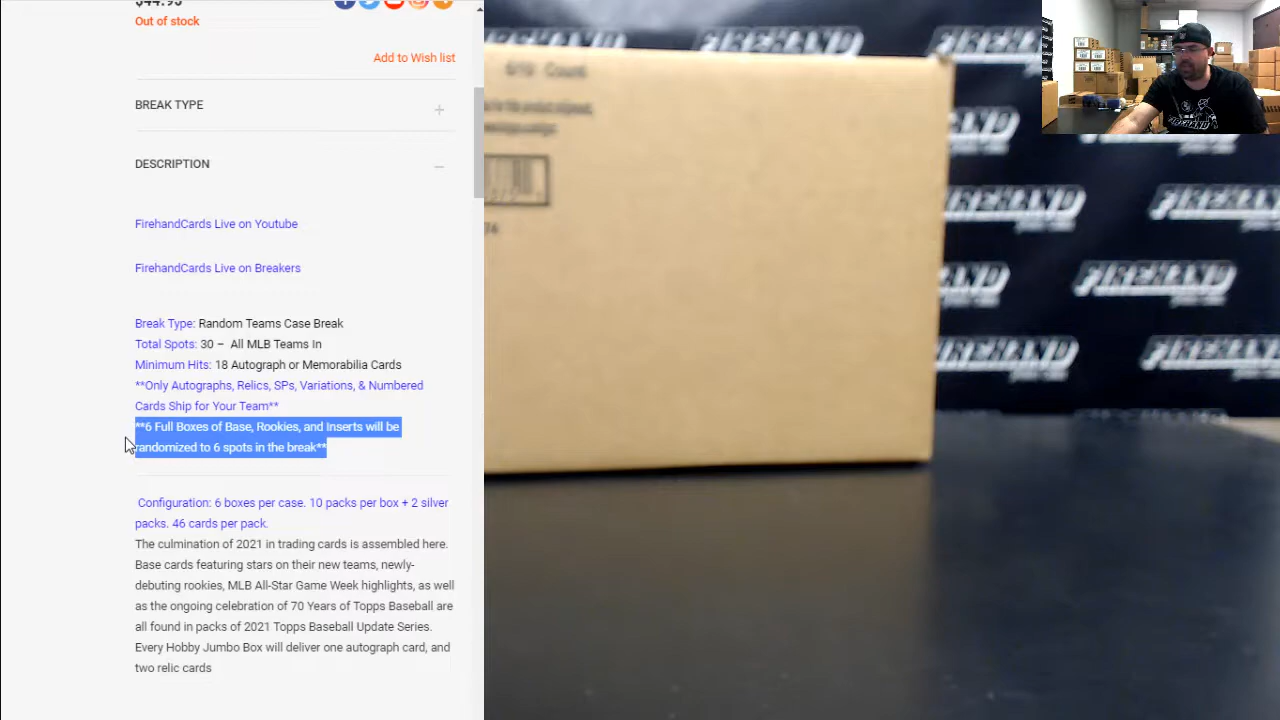 $44.95
Out of stock
Add to Wish list
BREAK TYPE
DESCRIPTION
FirehandCards Live on Youtube
FirehandCards Live on Breakers
Break Type: Random Teams Case Break
Total Spots: 30 – All MLB Teams In
Minimum Hits: 18 Autograph or Memorabilia Cards
**Only Autographs, Relics, SPs, Variations, & Numbered
Cards Ship for Your Team**
**6 Full Boxes of Base, Rookies, and Inserts will be
randomized to 6 spots in the break**
Configuration: 6 boxes per case. 10 packs per box + 2 silver
packs. 46 cards per pack.
The culmination of 2021 in trading cards is assembled here.
Base cards featuring stars on their new teams, newly-
debuting rookies, MLB All-Star Game Week highlights, as well
as the ongoing celebration of 70 Years of Topps Baseball are
all found in packs of 2021 Topps Baseball Update Series.
Every Hobby Jumbo Box will deliver one autograph card, and
two relic cards
Count
FIREHAND
FIREHAND
FIREHAND
FIREHAND
FIREHAND
FIREHAND
FIREHAND
FIREHAND